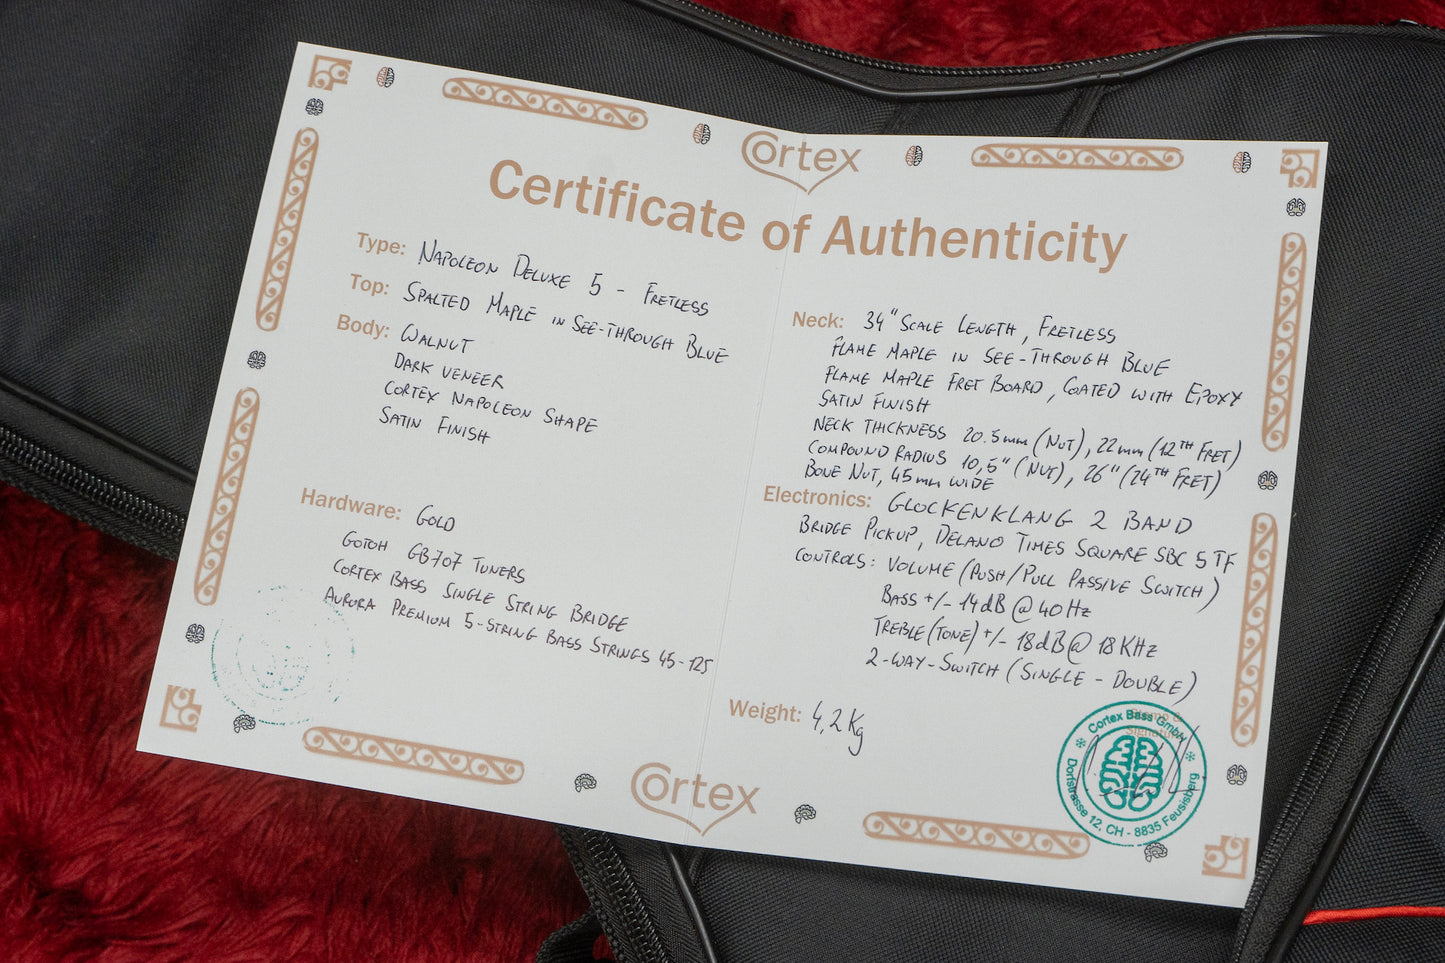 Cortex
Certificate of Authenticity
Type: NAPOLEON DELUXE 5 - FRETLESS
Top: SPALTED MAPLE IN SEE-THROUGH BLUE
Body: WALNUT
DARK VENEER
CORTEX NAPOLEON SHAPE
SATIN FINISH
Hardware: GOLD
GOTOH GB707 TUNERS
CORTEX BASS SINGLE STRING BRIDGE
AURORA PREMIUM 5-STRING BASS STRINGS 45-125
Neck: 34" SCALE LENGTH, FRETLESS
FLAME MAPLE IN SEE-THROUGH BLUE
FLAME MAPLE FRET BOARD, COATED WITH EPOXY
SATIN FINISH
NECK THICKNESS 20.5mm (NUT), 22mm (12TH FRET)
COMPOUND RADIUS 10,5" (NUT), 26" (24TH FRET)
BONE NUT, 45mm WIDE
Electronics: GLOCKENKLANG 2 BAND
BRIDGE PICKUP, DELANO TIMES SQUARE SBC 5 TF
CONTROLS: VOLUME (PUSH/PULL PASSIVE SWITCH)
BASS +/- 14dB @ 40Hz
TREBLE (TONE) +/- 18dB @ 18KHz
2-WAY-SWITCH (SINGLE - DOUBLE)
Weight: 4,2Kg
Stamp &
Signature
Cortex Bass GmbH
Dorfstrasse 12, CH - 8835 Feusisberg
Cortex